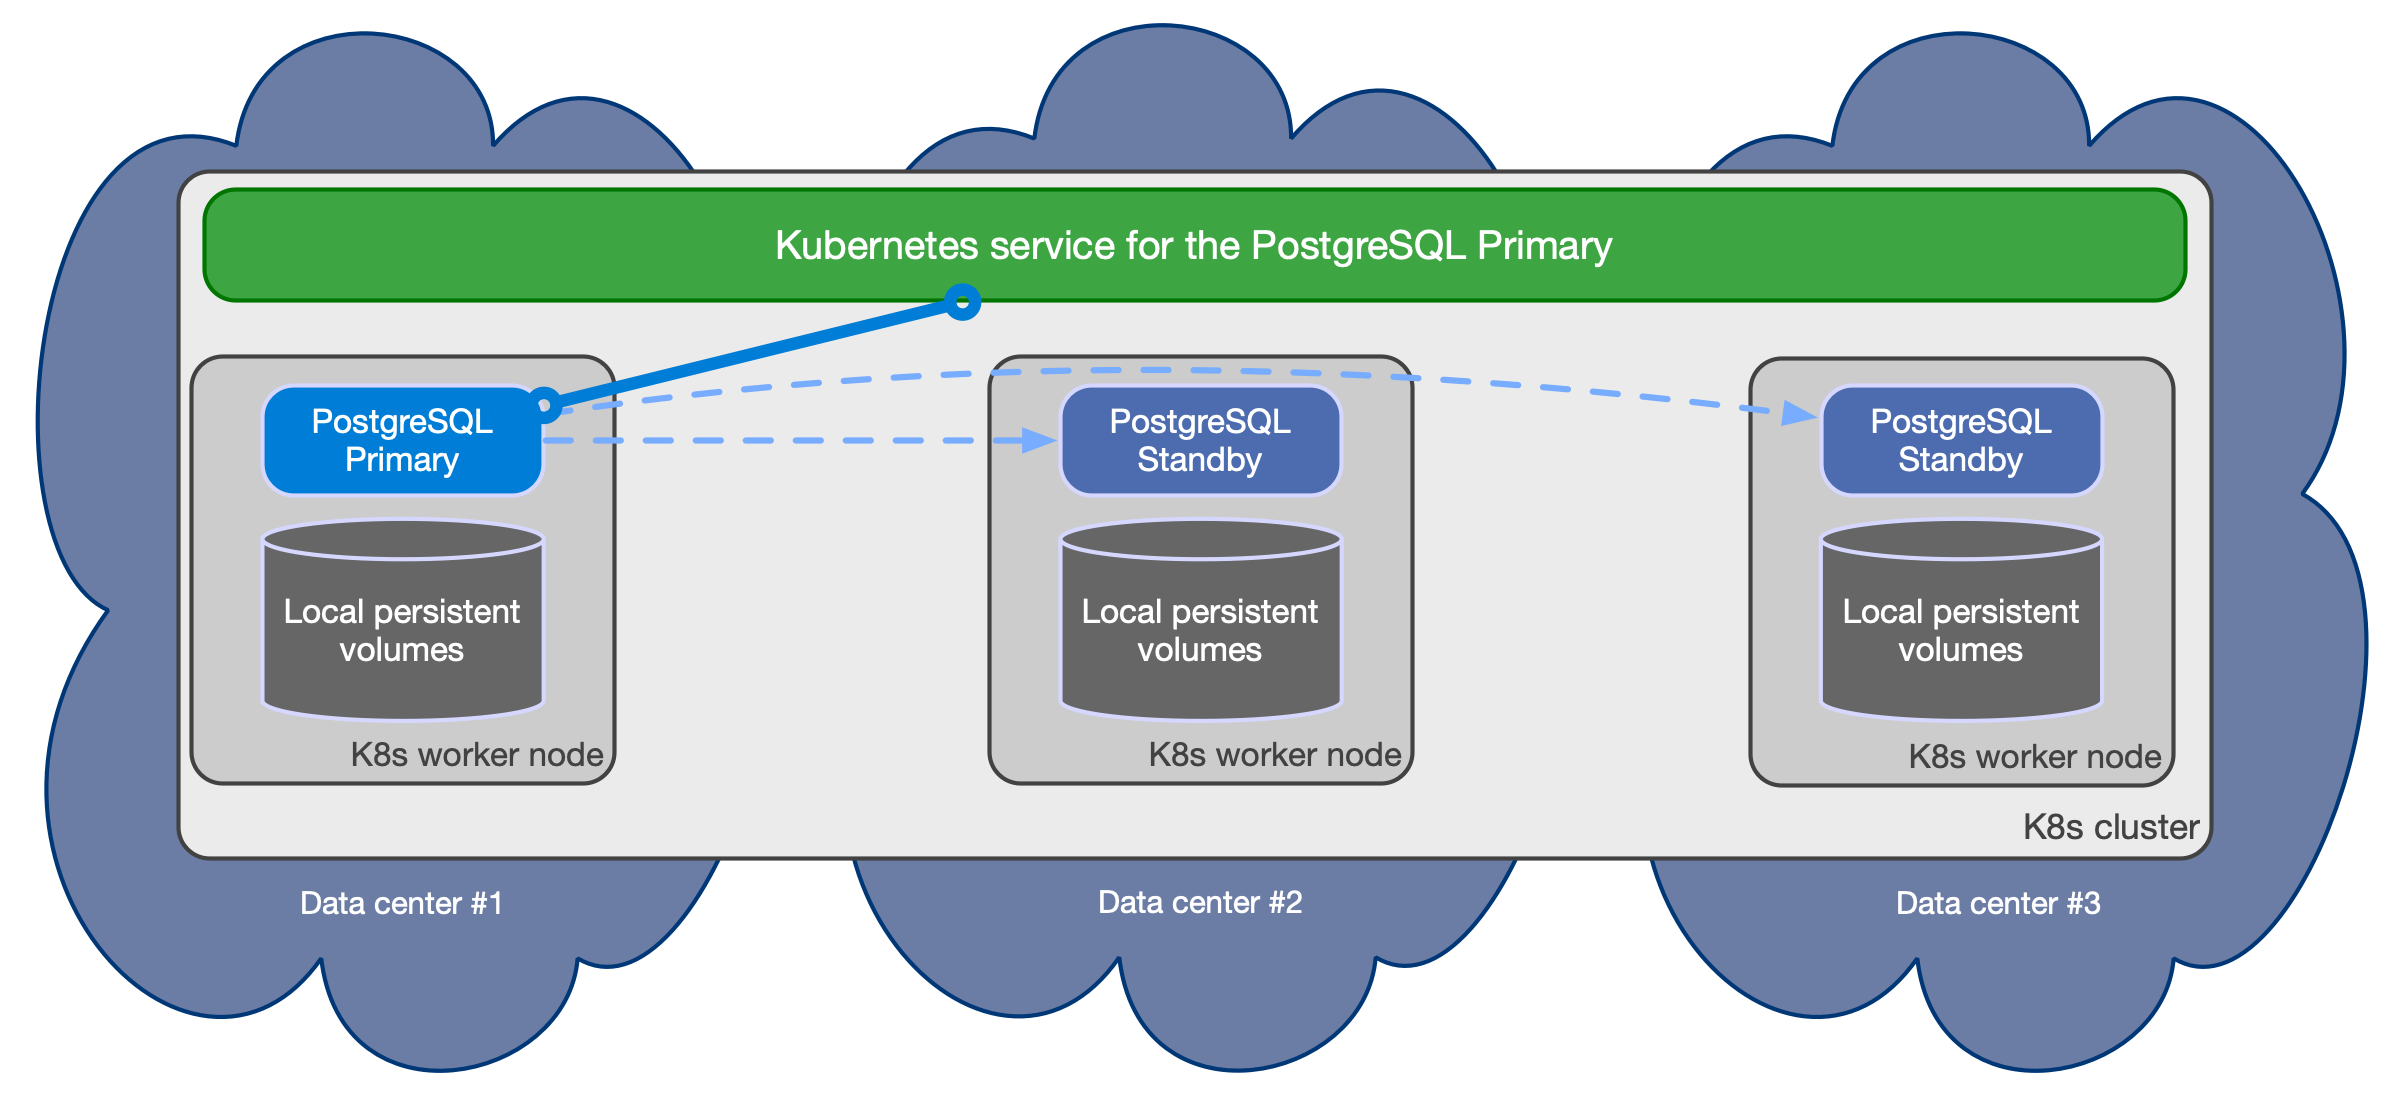 Kubernetes service for the PostgreSQL Primary
PostgreSQL
Primary
Local persistent
volumes
K8s worker node
PostgreSQL
Standby
Local persistent
volumes
K8s worker node
PostgreSQL
Standby
Local persistent
volumes
K8s worker node
K8s cluster
Data center #1
Data center #2
Data center #3